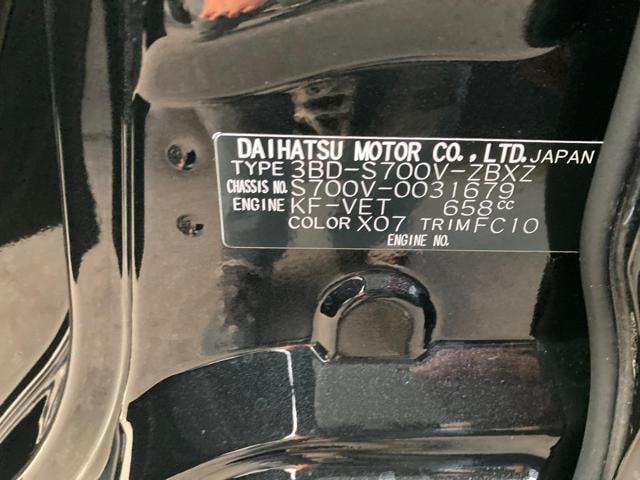 DAIHATSU MOTOR CO., LTD. JAPAN
TYPE 3BD-S700V-ZBXZ
CHASSIS NO. S700V-0031679
ENGINE KF-VET 658cc
COLOR X07 TRIM FC10
ENGINE NO.